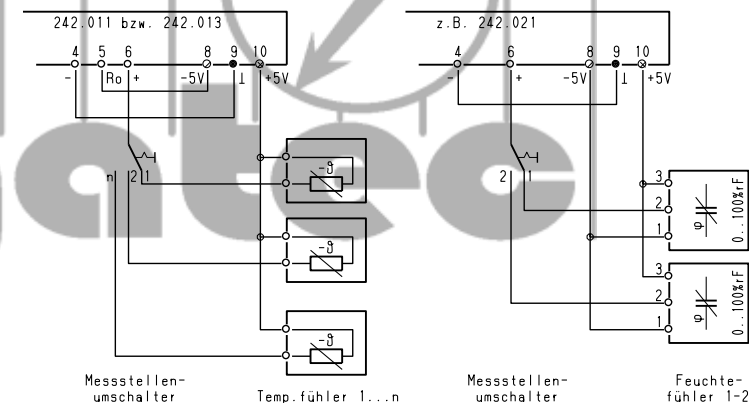 242.011 bzw. 242.013
4 5 6 8 9 10
- Ro + -5V ⊥ +5V
n 2 1
-ϑ
-ϑ
-ϑ
Messstellen-
umschalter
Temp.fühler 1...n
z.B. 242.021
4 6 8 9 10
- + -5V ⊥ +5V
2 1
3
2
1
φ
0..100%rF
3
2
1
φ
0..100%rF
Messstellen-
umschalter
Feuchte-
fühler 1-2
atec